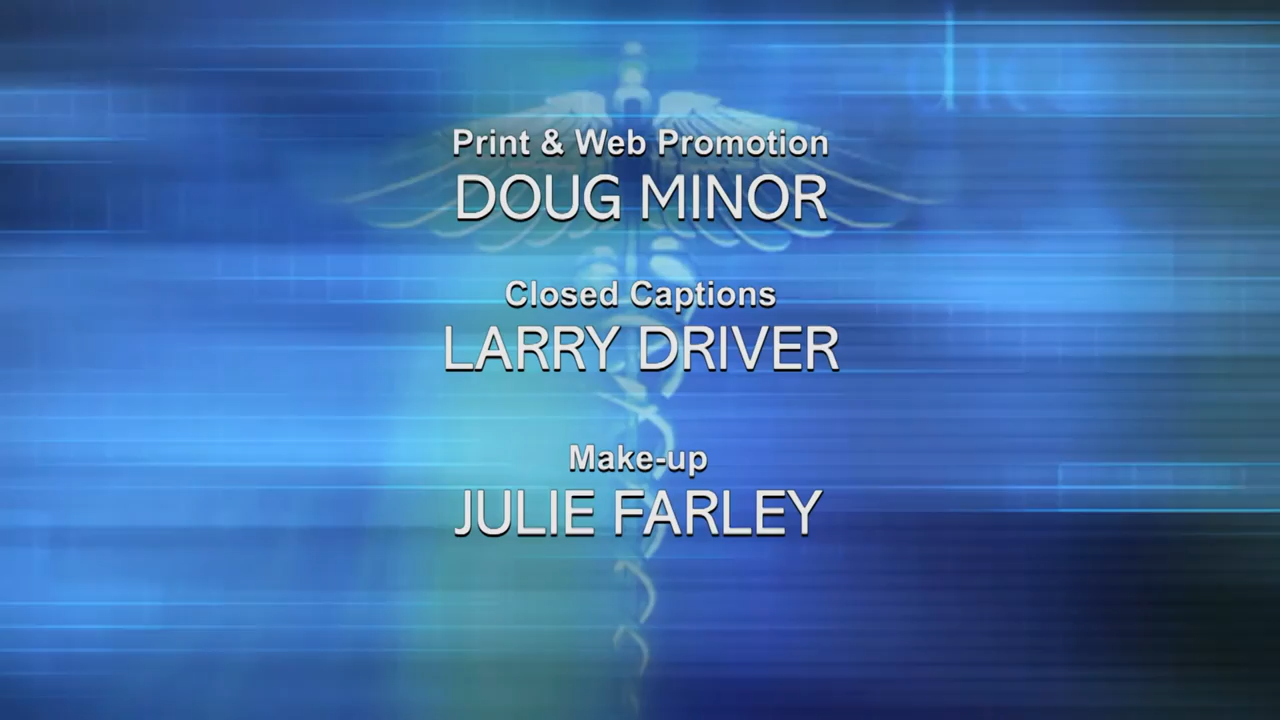 Print & Web Promotion
DOUG MINOR
Closed Captions
LARRY DRIVER
Make-up
JULIE FARLEY